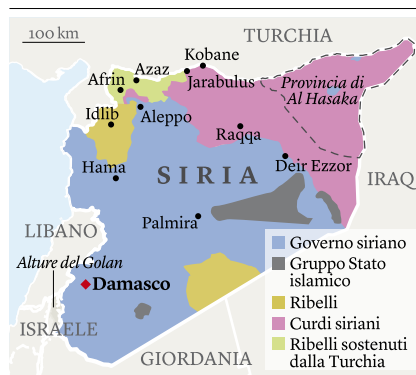 100 km
TURCHIA
Kobane
Azaz
Afrin
Jarabulus
Provincia di
Al Hasaka
Idlib
Aleppo
Raqqa
Hama
SIRIA
Deir Ezzor
IRAQ
Palmira
LIBANO
Alture del Golan
Damasco
ISRAELE
GIORDANIA
Governo siriano
Gruppo Stato
islamico
Ribelli
Curdi siriani
Ribelli sostenuti
dalla Turchia